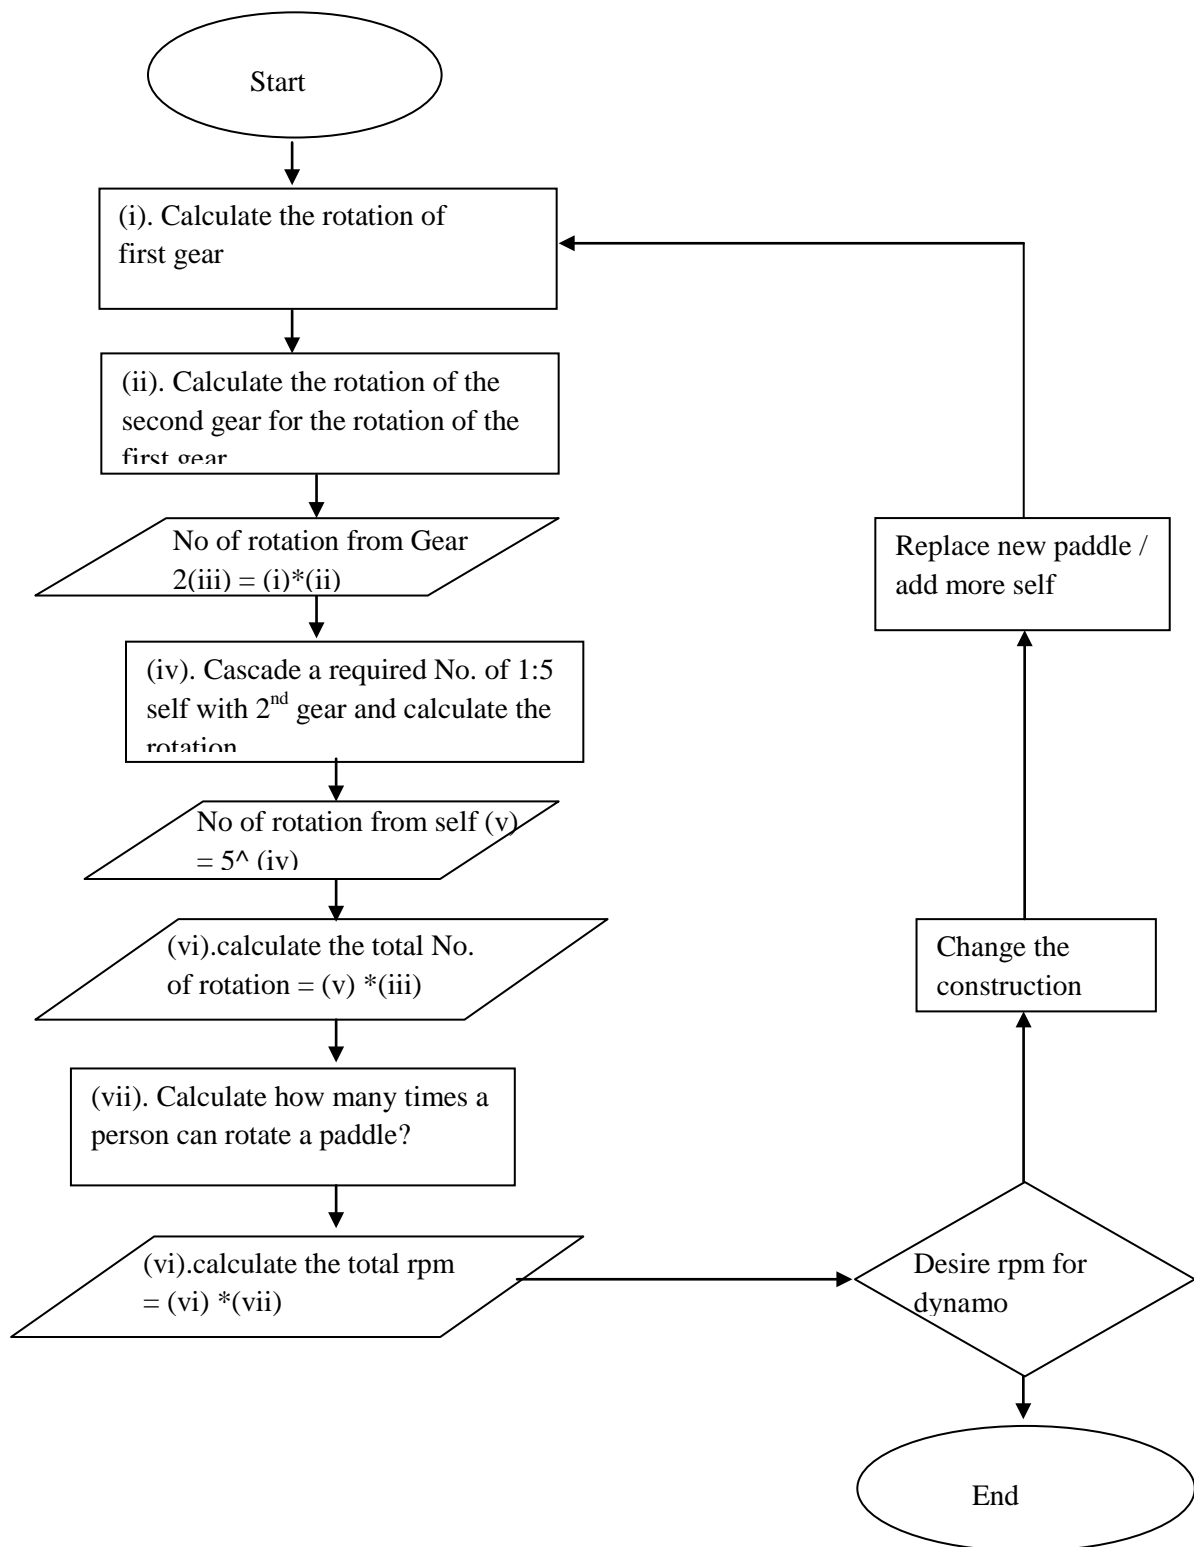 Start
(i). Calculate the rotation of
first gear
(ii). Calculate the rotation of the
second gear for the rotation of the
first gear
No of rotation from Gear
2(iii) = (i)*(ii)
(iv). Cascade a required No. of 1:5
self with 2nd gear and calculate the
rotation
No of rotation from self (v)
= 5^ (iv)
(vi).calculate the total No.
of rotation = (v) *(iii)
(vii). Calculate how many times a
person can rotate a paddle?
(vi).calculate the total rpm
= (vi) *(vii)
Desire rpm for
dynamo
Change the
construction
Replace new paddle /
add more self
End